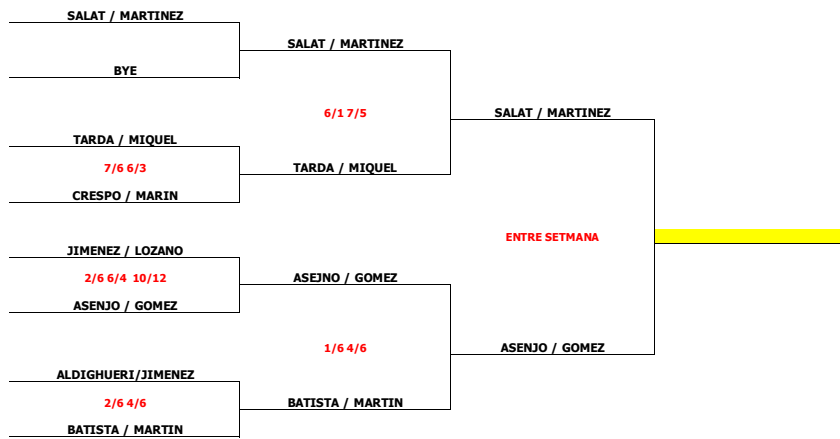 SALAT / MARTINEZ
SALAT / MARTINEZ
BYE
6/1 7/5
SALAT / MARTINEZ
TARDA / MIQUEL
7/6 6/3
TARDA / MIQUEL
CRESPO / MARIN
ENTRE SETMANA
JIMENEZ / LOZANO
2/6 6/4 10/12
ASEJNO / GOMEZ
ASENJO / GOMEZ
1/6 4/6
ASENJO / GOMEZ
ALDIGHUERI/JIMENEZ
2/6 4/6
BATISTA / MARTIN
BATISTA / MARTIN